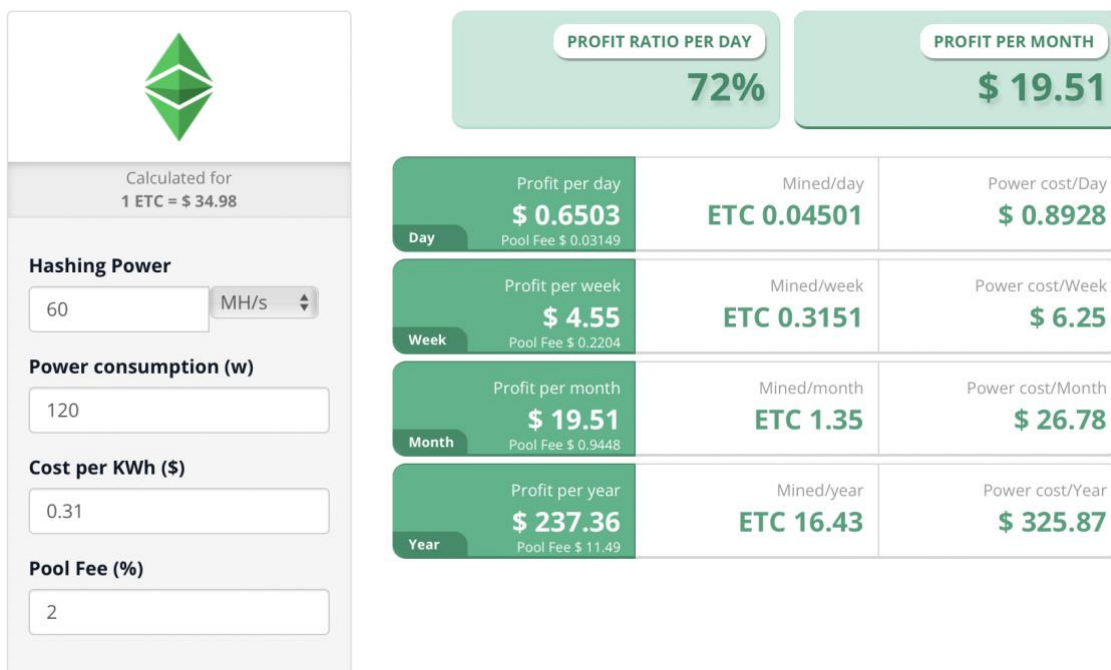 Calculated for
1 ETC = $ 34.98
Hashing Power
60
MH/s
Power consumption (w)
120
Cost per KWh ($)
0.31
Pool Fee (%)
2
PROFIT RATIO PER DAY
72%
PROFIT PER MONTH
$ 19.51
Day
Profit per day
$ 0.6503
Pool Fee $ 0.03149
Mined/day
ETC 0.04501
Power cost/Day
$ 0.8928
Week
Profit per week
$ 4.55
Pool Fee $ 0.2204
Mined/week
ETC 0.3151
Power cost/Week
$ 6.25
Month
Profit per month
$ 19.51
Pool Fee $ 0.9448
Mined/month
ETC 1.35
Power cost/Month
$ 26.78
Year
Profit per year
$ 237.36
Pool Fee $ 11.49
Mined/year
ETC 16.43
Power cost/Year
$ 325.87